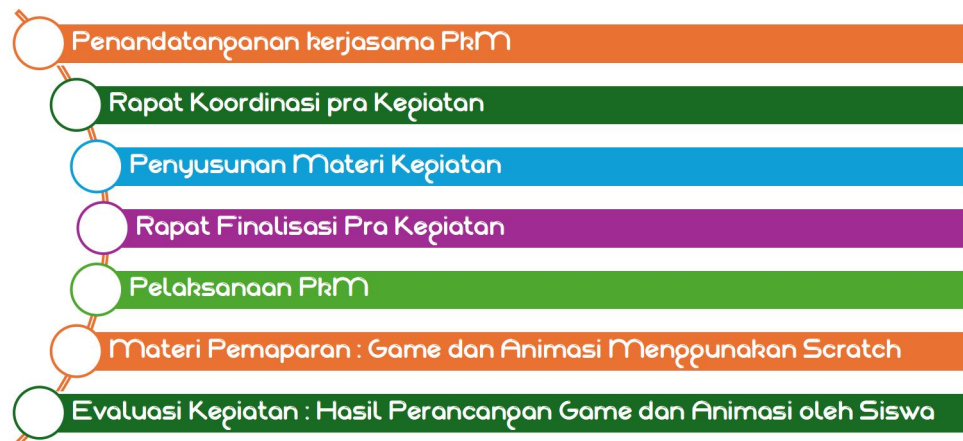 Penandatanganan kerjasama PkM
Rapat Koordinasi pra Kegiatan
Penyusunan Materi Kegiatan
Rapat Finalisasi Pra Kegiatan
Pelaksanaan PkM
Materi Pemaparan : Game dan Animasi Menggunakan Scratch
Evaluasi Kegiatan : Hasil Perancangan Game dan Animasi oleh Siswa